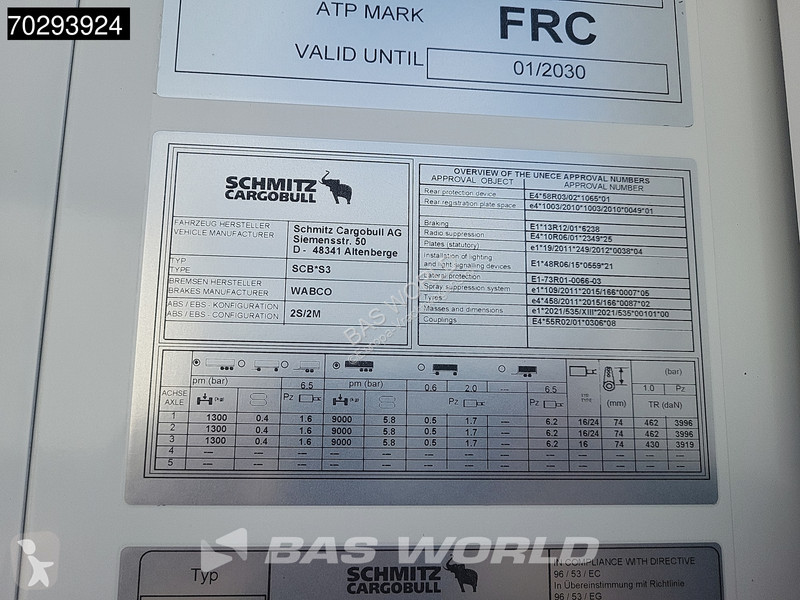 70293924
ATP MARK FRC
VALID UNTIL 01/2030
SCHMITZ
CARGOBULL
FAHRZEUG HERSTELLER
VEHICLE MANUFACTURER
Schmitz Cargobull AG
Siemensstr. 50
D - 48341 Altenberge
TYP
TYPE
SCB*S3
BREMSEN HERSTELLER
BRAKES MANUFACTURER
WABCO
ABS / EBS - KONFIGURATION
ABS / EBS - CONFIGURATION
2S/2M
OVERVIEW OF THE UNECE APPROVAL NUMBERS
APPROVAL OBJECT APPROVAL NUMBER
Rear protection device E4*58R03/02*1065*01
Rear registration plate space e4*1003/2010*1003/2010*0049*01
Braking E1*13R12/01*6238
Radio suppression E4*10R06/01*2349*25
Plates (statutory) e1*19/2011*249/2012*0038*04
Installation of lighting
and light signalling devices E1*48R06/15*0559*21
Lateral protection E1-73R01-0066-03
Spray suppression system e1*109/2011*2015/166*0007*05
Tyres e4*458/2011*2015/166*0087*02
Masses and dimensions e1*2021/535/XIII*2021/535*00101*00
Couplings E4*55R02/01*0306*08
pm (bar) 6.5 pm (bar) 0.6 2.0 --- 6.5 (bar)
1.0 Pz
ACHSE
AXLE
Pz Pz Pz (mm) TR (daN)
1 1300 0.4 1.6 9000 5.8 0.5 1.7 --- 6.2 16/24 74 462 3996
2 1300 0.4 1.6 9000 5.8 0.5 1.7 --- 6.2 16/24 74 462 3996
3 1300 0.4 1.6 9000 5.8 0.5 1.7 --- 6.2 16 74 430 3919
4 --- --- --- --- --- --- --- --- --- --- --- --- ---
5 --- --- --- --- --- --- --- --- --- --- --- --- ---
BAS WORLD
Typ
SCHMITZ
CARGOBULL
IN COMPLIANCE WITH DIRECTIVE
96 / 53 / EC
In Übereinstimmung mit Richtlinie
96 / 53 / EG